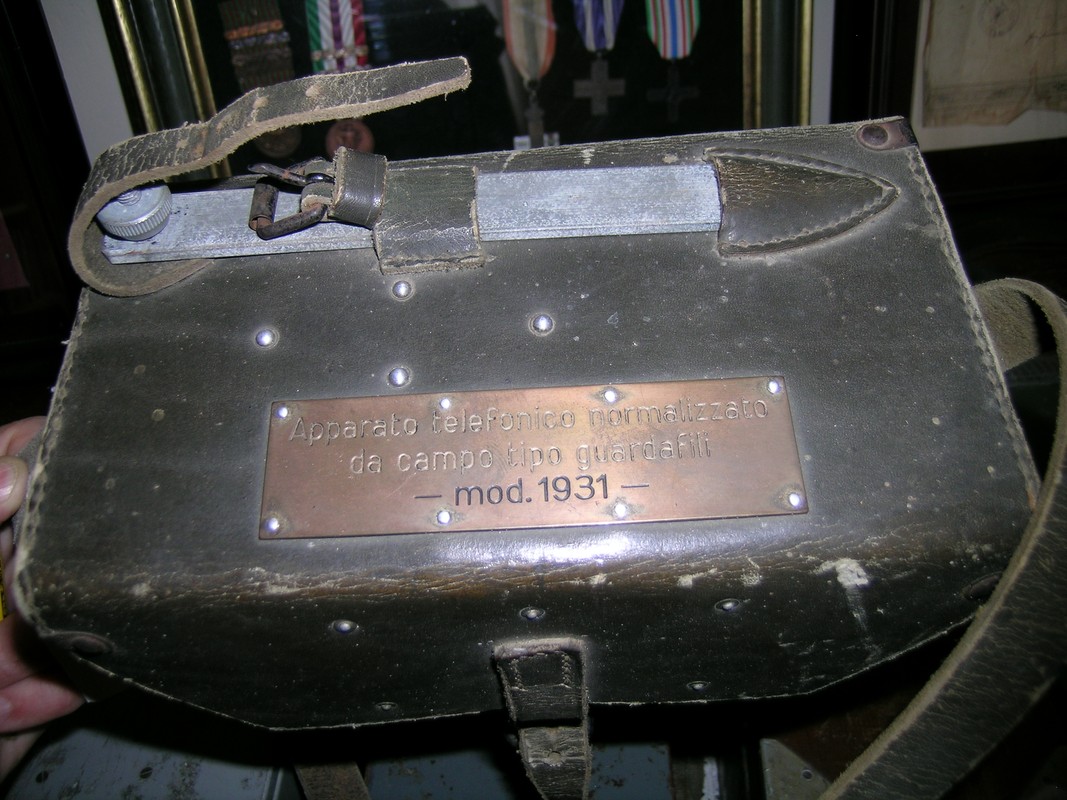 Apparato telefonico normalizzato
da campo tipo guardafili
— mod. 1931 —